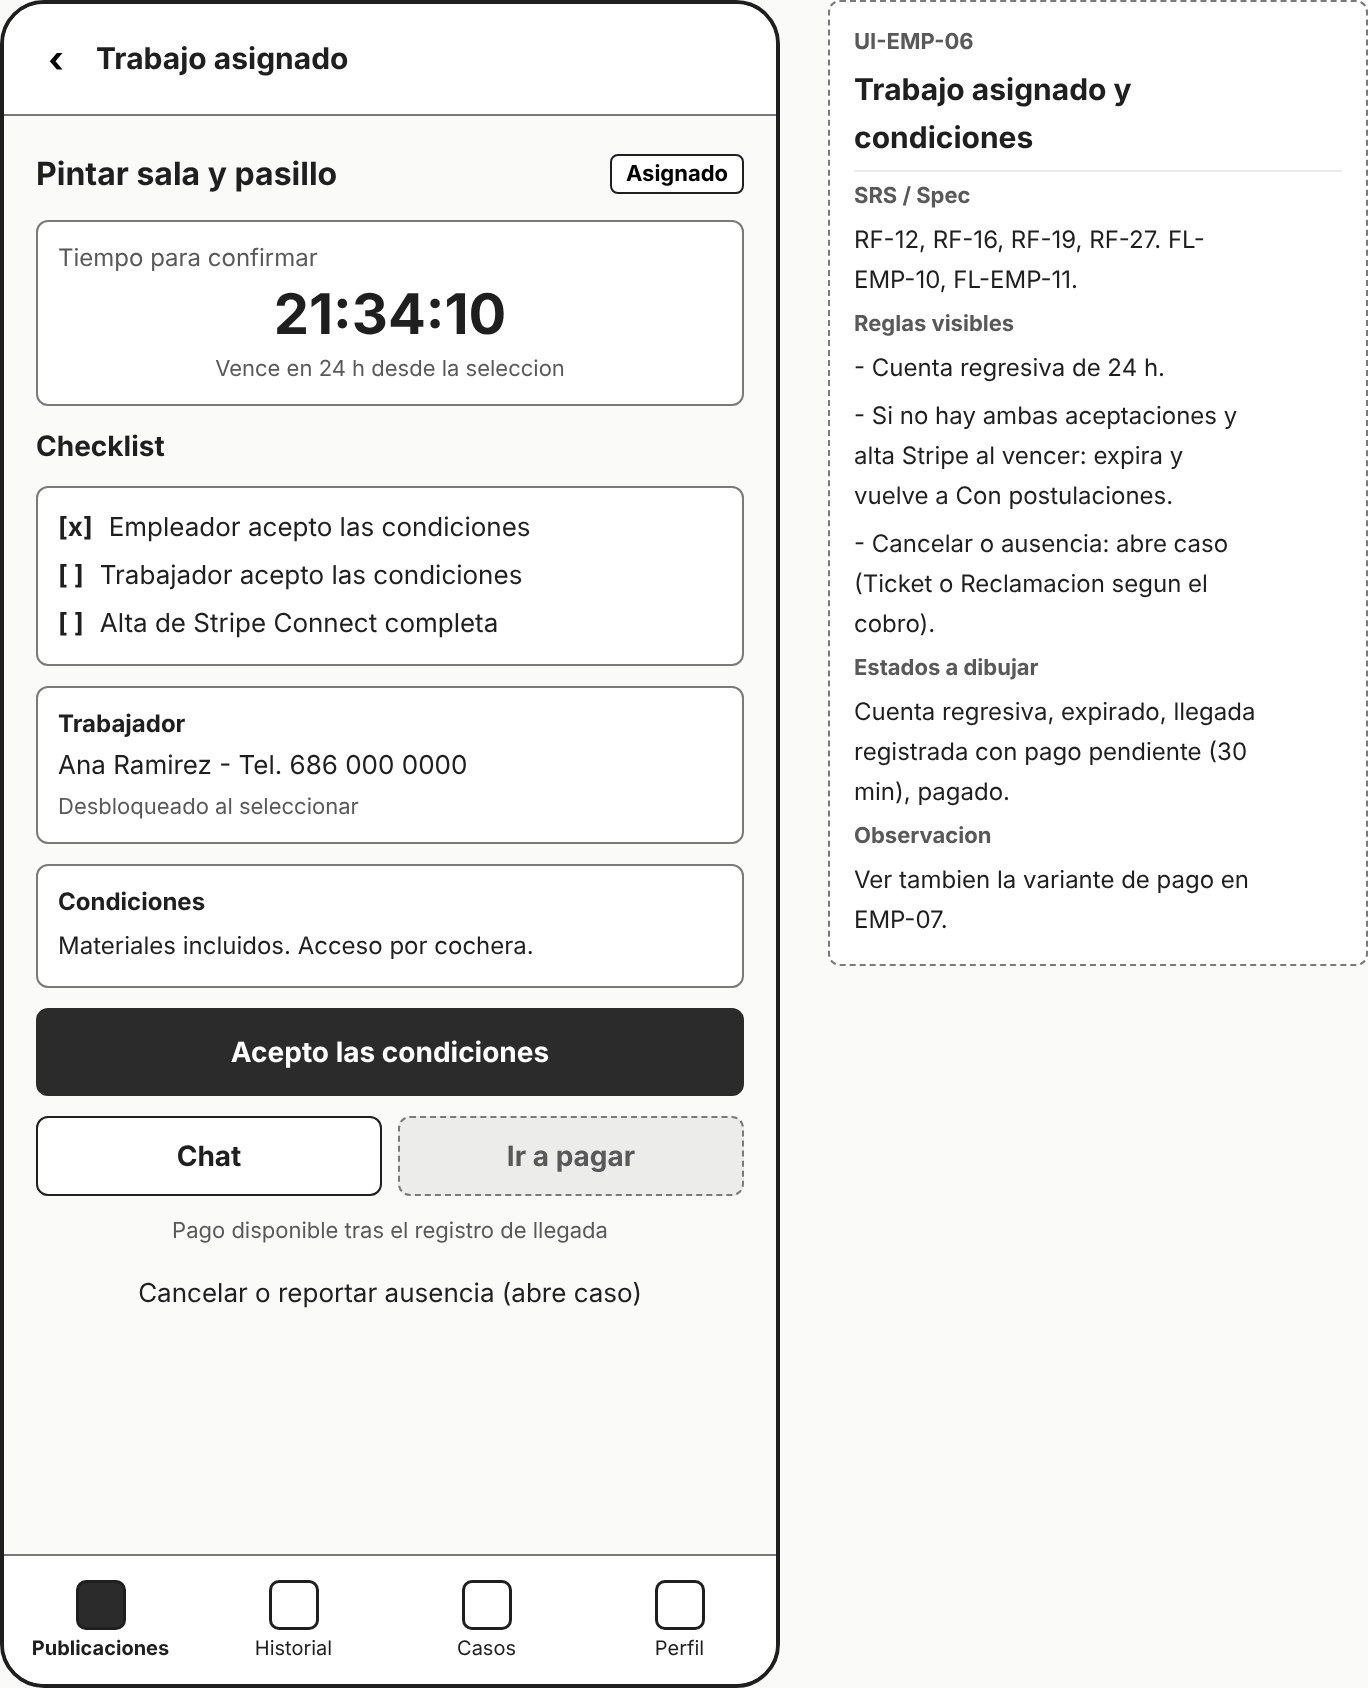 ‹ Trabajo asignado
Pintar sala y pasillo
Asignado
Tiempo para confirmar
21:34:10
Vence en 24 h desde la seleccion
Checklist
[x] Empleador acepto las condiciones
[ ] Trabajador acepto las condiciones
[ ] Alta de Stripe Connect completa
Trabajador
Ana Ramirez - Tel. 686 000 0000
Desbloqueado al seleccionar
Condiciones
Materiales incluidos. Acceso por cochera.
Acepto las condiciones
Chat
Ir a pagar
Pago disponible tras el registro de llegada
Cancelar o reportar ausencia (abre caso)
Publicaciones
Historial
Casos
Perfil
UI-EMP-06
Trabajo asignado y
condiciones
SRS / Spec
RF-12, RF-16, RF-19, RF-27. FL-
EMP-10, FL-EMP-11.
Reglas visibles
- Cuenta regresiva de 24 h.
- Si no hay ambas aceptaciones y
alta Stripe al vencer: expira y
vuelve a Con postulaciones.
- Cancelar o ausencia: abre caso
(Ticket o Reclamacion segun el
cobro).
Estados a dibujar
Cuenta regresiva, expirado, llegada
registrada con pago pendiente (30
min), pagado.
Observacion
Ver tambien la variante de pago en
EMP-07.